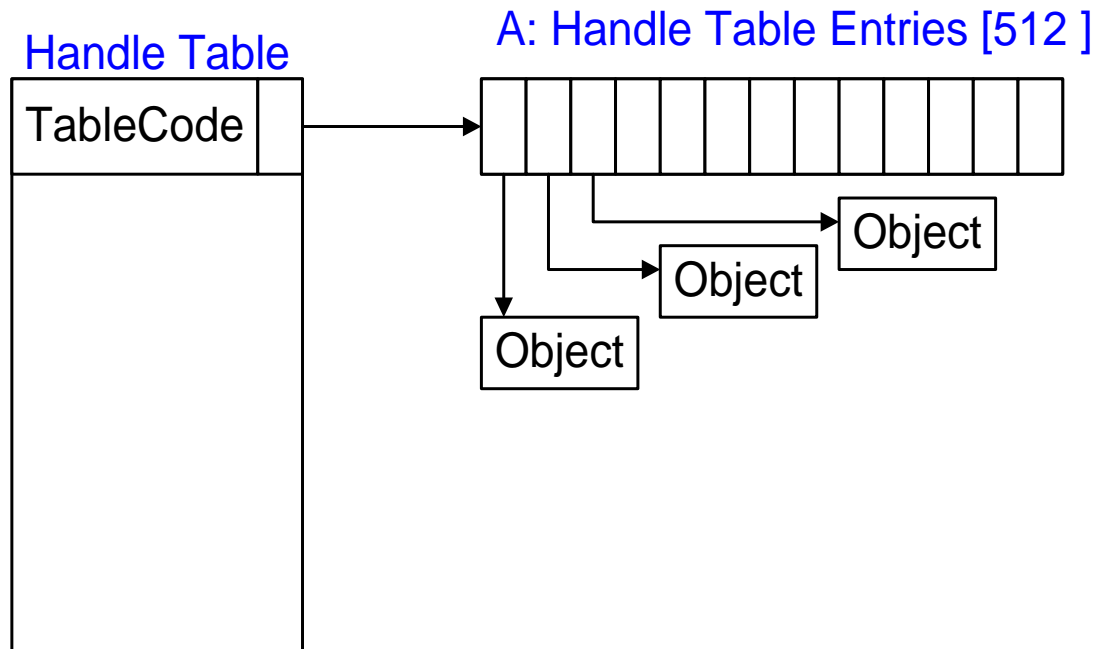 Handle Table
A: Handle Table Entries [512 ]
TableCode
Object
Object
Object